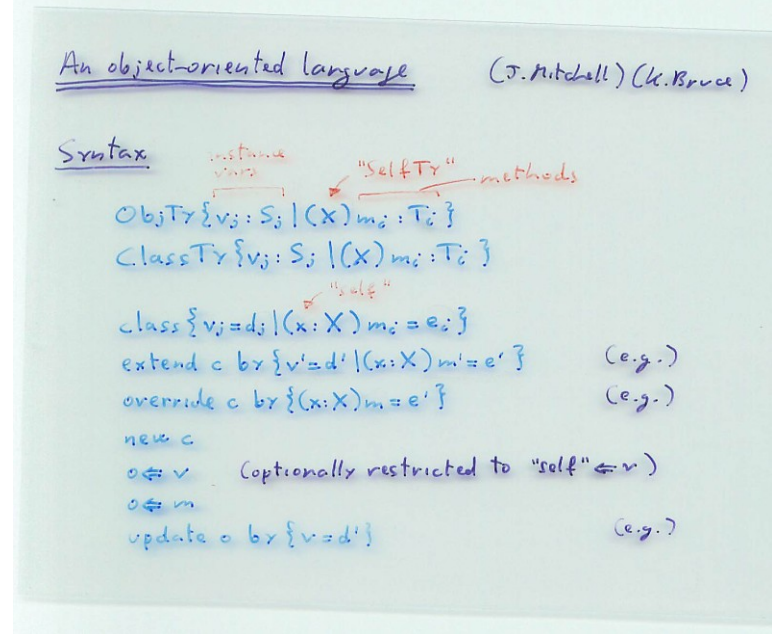 An object-oriented language (J. Mitchell) (K. Bruce)
Syntax
instance vars "SelfTy" methods
ObjTy {vⱼ : Sⱼ | (X) mᵢ : Tᵢ }
ClassTy {vⱼ : Sⱼ | (X) mᵢ : Tᵢ }
"self"
class {vⱼ = dⱼ | (x : X) mᵢ = eᵢ }
extend c by {v' = d' | (x : X) m' = e' } (e.g.)
override c by {(x : X) m = e' } (e.g.)
new c
o ⇐ v (optionally restricted to "self" ⇐ v)
o ⇐ m
update o by {v = d'} (e.g.)